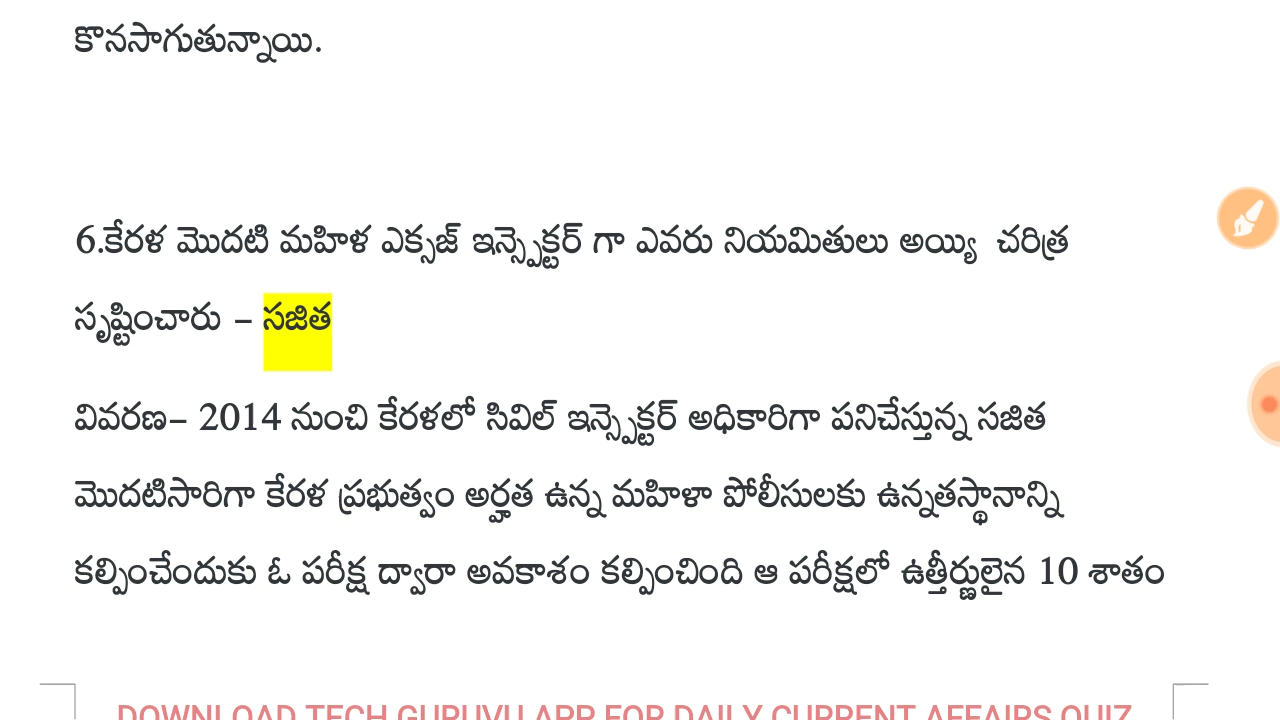 కొనసాగుతున్నాయి.
6.కేరళ మొదటి మహిళ ఎక్సజ్ ఇన్స్పెక్టర్ గా ఎవరు నియమితులు అయ్యి చరిత్ర
సృష్టించారు – సజిత
వివరణ– 2014 నుంచి కేరళలో సివిల్ ఇన్స్పెక్టర్ అధికారిగా పనిచేస్తున్న సజిత
మొదటిసారిగా కేరళ ప్రభుత్వం అర్హత ఉన్న మహిళా పోలీసులకు ఉన్నతస్థానాన్ని
కల్పించేందుకు ఓ పరీక్ష ద్వారా అవకాశం కల్పించింది ఆ పరీక్షలో ఉత్తీర్ణులైన 10 శాతం
DOWNLOAD TECH GURUVU APP FOR DAILY CURRENT AFFAIRS QUIZ